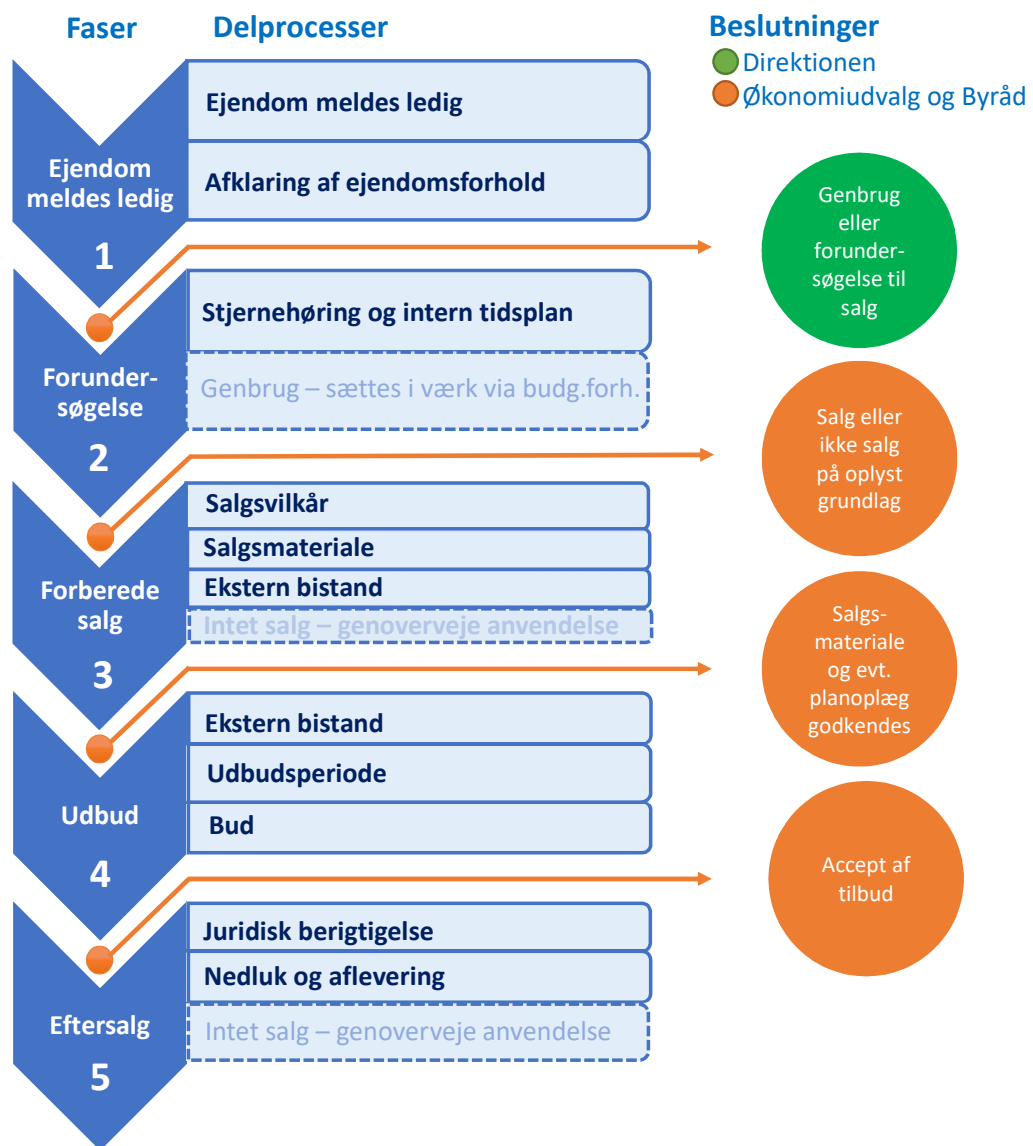 Faser
Delprocesser
Beslutninger
Direktionen
Økonomiudvalg og Byråd
Ejendom
meldes ledig
1
Ejendom meldes ledig
Afklaring af ejendomsforhold
Genbrug
eller
forunder-
søgelse til
salg
Forunder-
søgelse
2
Stjernehøring og intern tidsplan
Genbrug – sættes i værk via budg.forh.
Salg eller
ikke salg
på oplyst
grundlag
Forberede
salg
3
Salgsvilkår
Salgsmateriale
Ekstern bistand
Intet salg – genoverveje anvendelse
Salgs-
materiale
og evt.
planoplæg
godkendes
Udbud
4
Ekstern bistand
Udbudsperiode
Bud
Accept af
tilbud
Eftersalg
5
Juridisk berigtigelse
Nedluk og aflevering
Intet salg – genoverveje anvendelse